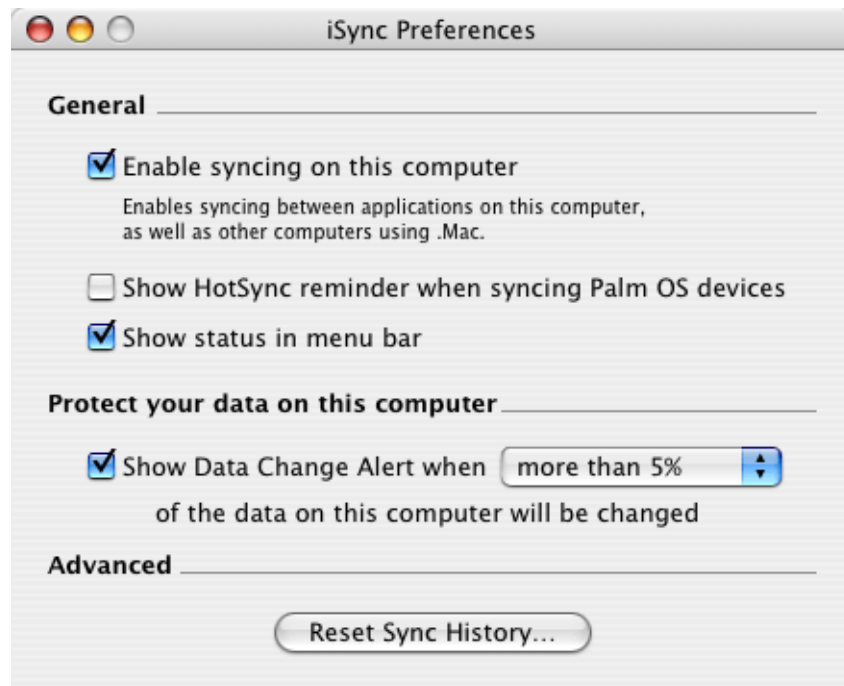 iSync Preferences
General
Enable syncing on this computer
Enables syncing between applications on this computer,
as well as other computers using .Mac.
Show HotSync reminder when syncing Palm OS devices
Show status in menu bar
Protect your data on this computer
Show Data Change Alert when more than 5%
of the data on this computer will be changed
Advanced
Reset Sync History...